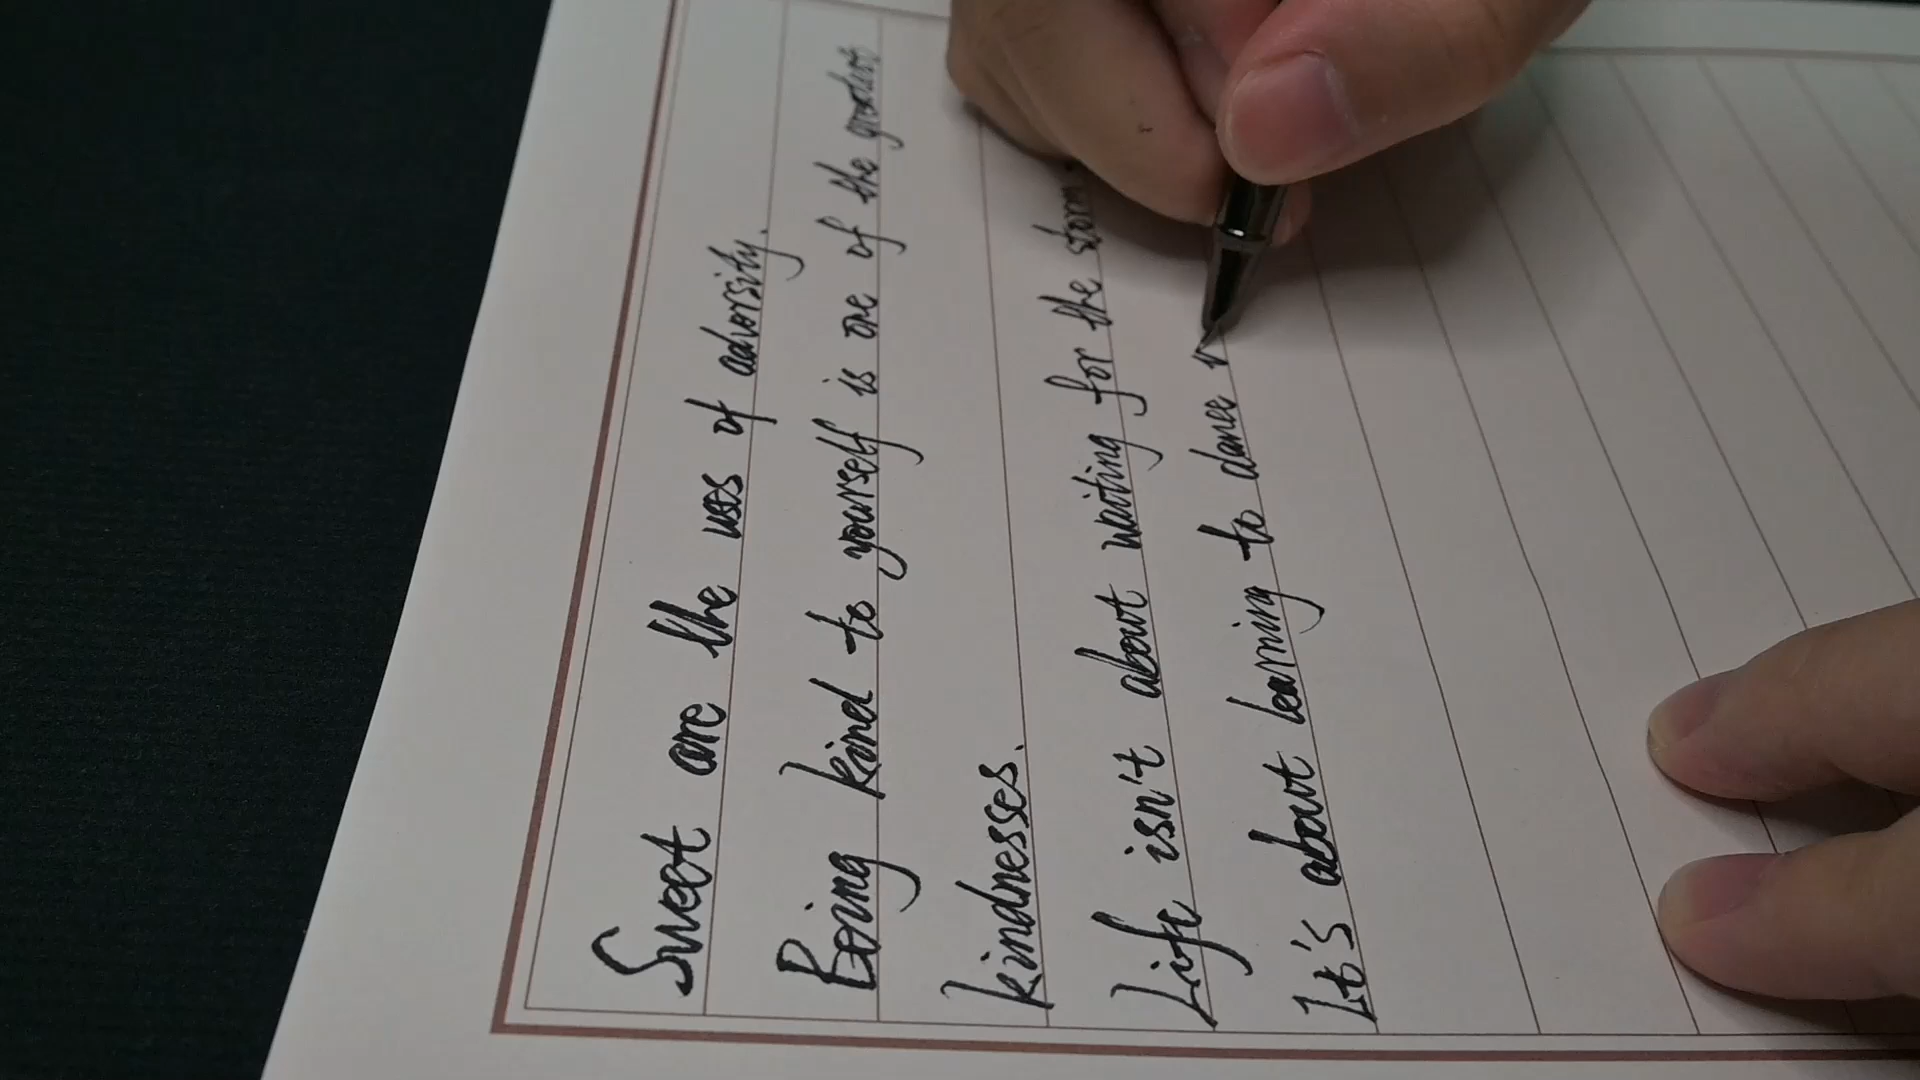 Sweet are the uses of adversity.
Being kind to yourself is one of the greatest
kindnesses.
Life isn't about waiting for the storm
It's about learning to dance